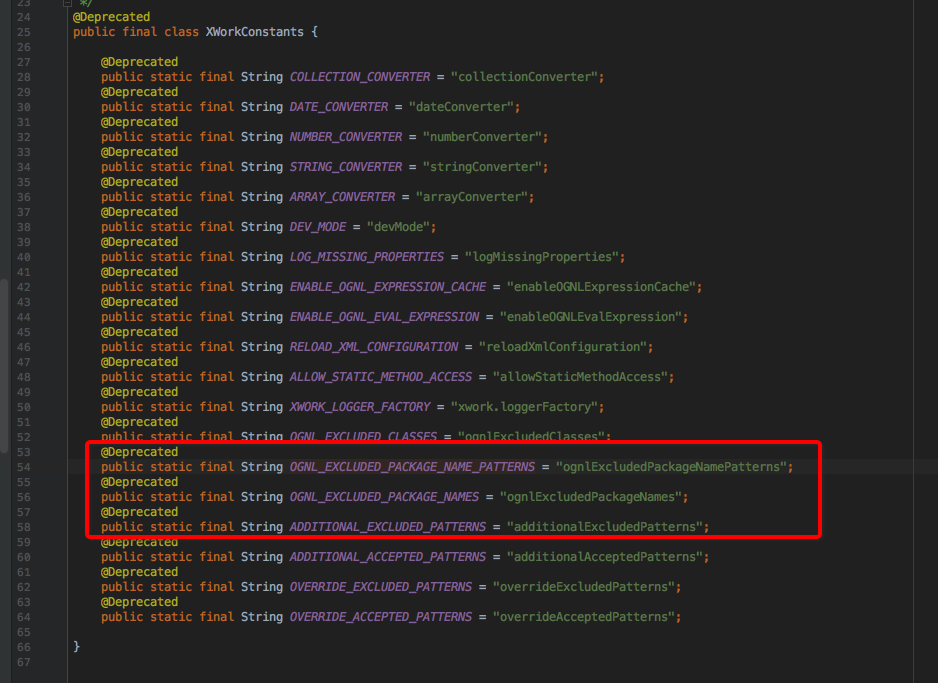 23 */
24 @Deprecated
25 public final class XWorkConstants {
26
27 @Deprecated
28 public static final String COLLECTION_CONVERTER = "collectionConverter";
29 @Deprecated
30 public static final String DATE_CONVERTER = "dateConverter";
31 @Deprecated
32 public static final String NUMBER_CONVERTER = "numberConverter";
33 @Deprecated
34 public static final String STRING_CONVERTER = "stringConverter";
35 @Deprecated
36 public static final String ARRAY_CONVERTER = "arrayConverter";
37 @Deprecated
38 public static final String DEV_MODE = "devMode";
39 @Deprecated
40 public static final String LOG_MISSING_PROPERTIES = "logMissingProperties";
41 @Deprecated
42 public static final String ENABLE_OGNL_EXPRESSION_CACHE = "enableOGNLExpressionCache";
43 @Deprecated
44 public static final String ENABLE_OGNL_EVAL_EXPRESSION = "enableOGNLEvalExpression";
45 @Deprecated
46 public static final String RELOAD_XML_CONFIGURATION = "reloadXmlConfiguration";
47 @Deprecated
48 public static final String ALLOW_STATIC_METHOD_ACCESS = "allowStaticMethodAccess";
49 @Deprecated
50 public static final String XWORK_LOGGER_FACTORY = "xwork.loggerFactory";
51 @Deprecated
52 public static final String OGNL_EXCLUDED_CLASSES = "ognlExcludedClasses";
53 @Deprecated
54 public static final String OGNL_EXCLUDED_PACKAGE_NAME_PATTERNS = "ognlExcludedPackageNamePatterns";
55 @Deprecated
56 public static final String OGNL_EXCLUDED_PACKAGE_NAMES = "ognlExcludedPackageNames";
57 @Deprecated
58 public static final String ADDITIONAL_EXCLUDED_PATTERNS = "additionalExcludedPatterns";
59 @Deprecated
60 public static final String ADDITIONAL_ACCEPTED_PATTERNS = "additionalAcceptedPatterns";
61 @Deprecated
62 public static final String OVERRIDE_EXCLUDED_PATTERNS = "overrideExcludedPatterns";
63 @Deprecated
64 public static final String OVERRIDE_ACCEPTED_PATTERNS = "overrideAcceptedPatterns";
65
66 }
67